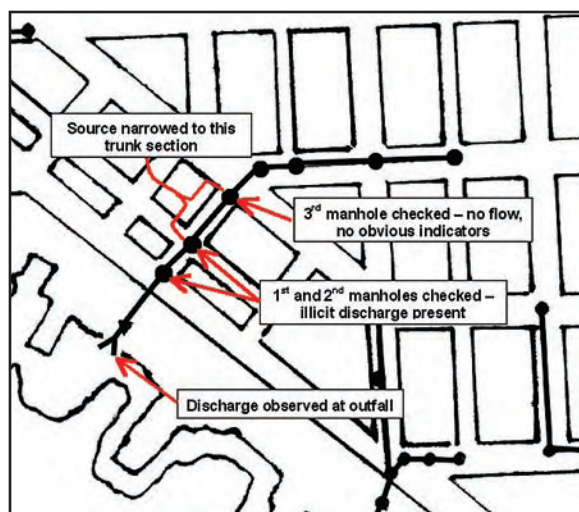 Source narrowed to this
trunk section
3rd manhole checked – no flow,
no obvious indicators
1st and 2nd manholes checked –
illicit discharge present
Discharge observed at outfall